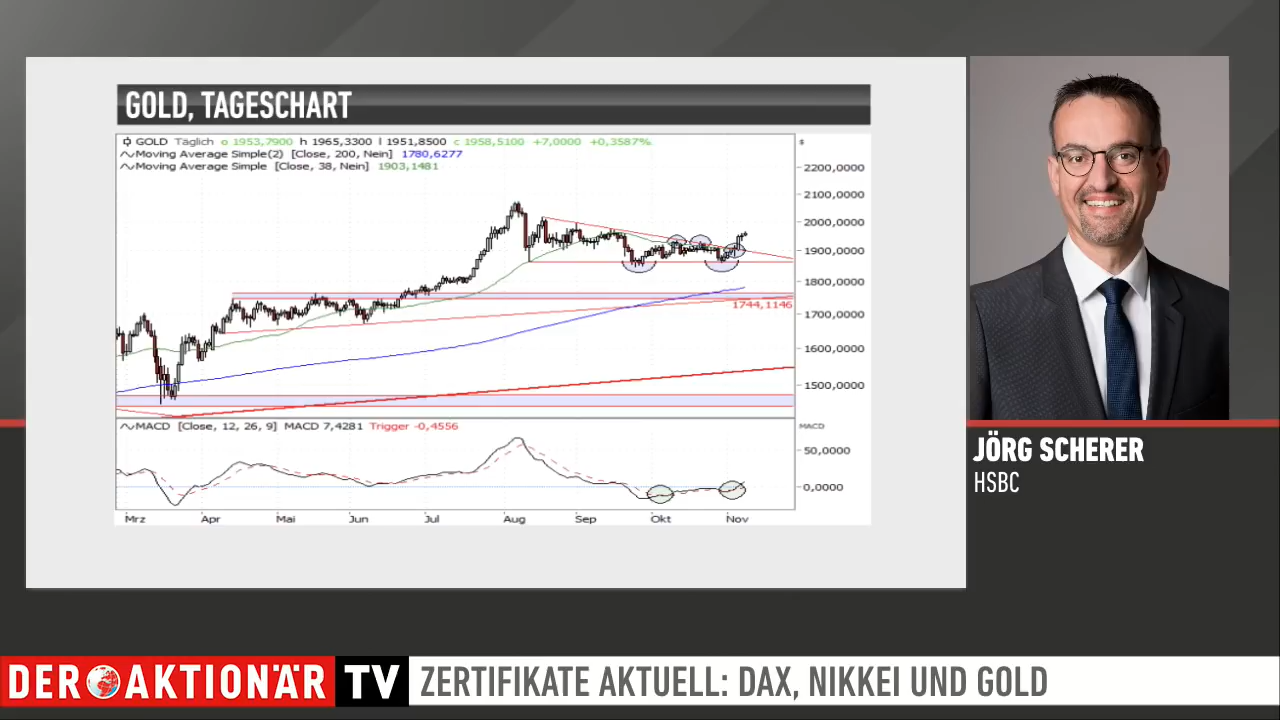 GOLD, TAGESCHART
GOLD Täglich o 1953,7900 h 1965,3300 l 1951,8500 c 1958,5100 +7,0000 +0,3587%
$
Moving Average Simple(2) [Close, 200, Nein] 1780,6277
Moving Average Simple [Close, 38, Nein] 1903,1481
2200,0000
2100,0000
2000,0000
1900,0000
1800,0000
1744,1146
1700,0000
1600,0000
1500,0000
MACD [Close, 12, 26, 9] MACD 7,4281 Trigger -0,4556
MACD
50,0000
0,0000
Mrz Apr Mai Jun Jul Aug Sep Okt Nov
JÖRG SCHERER
HSBC
DER AKTIONÄR TV
ZERTIFIKATE AKTUELL: DAX, NIKKEI UND GOLD